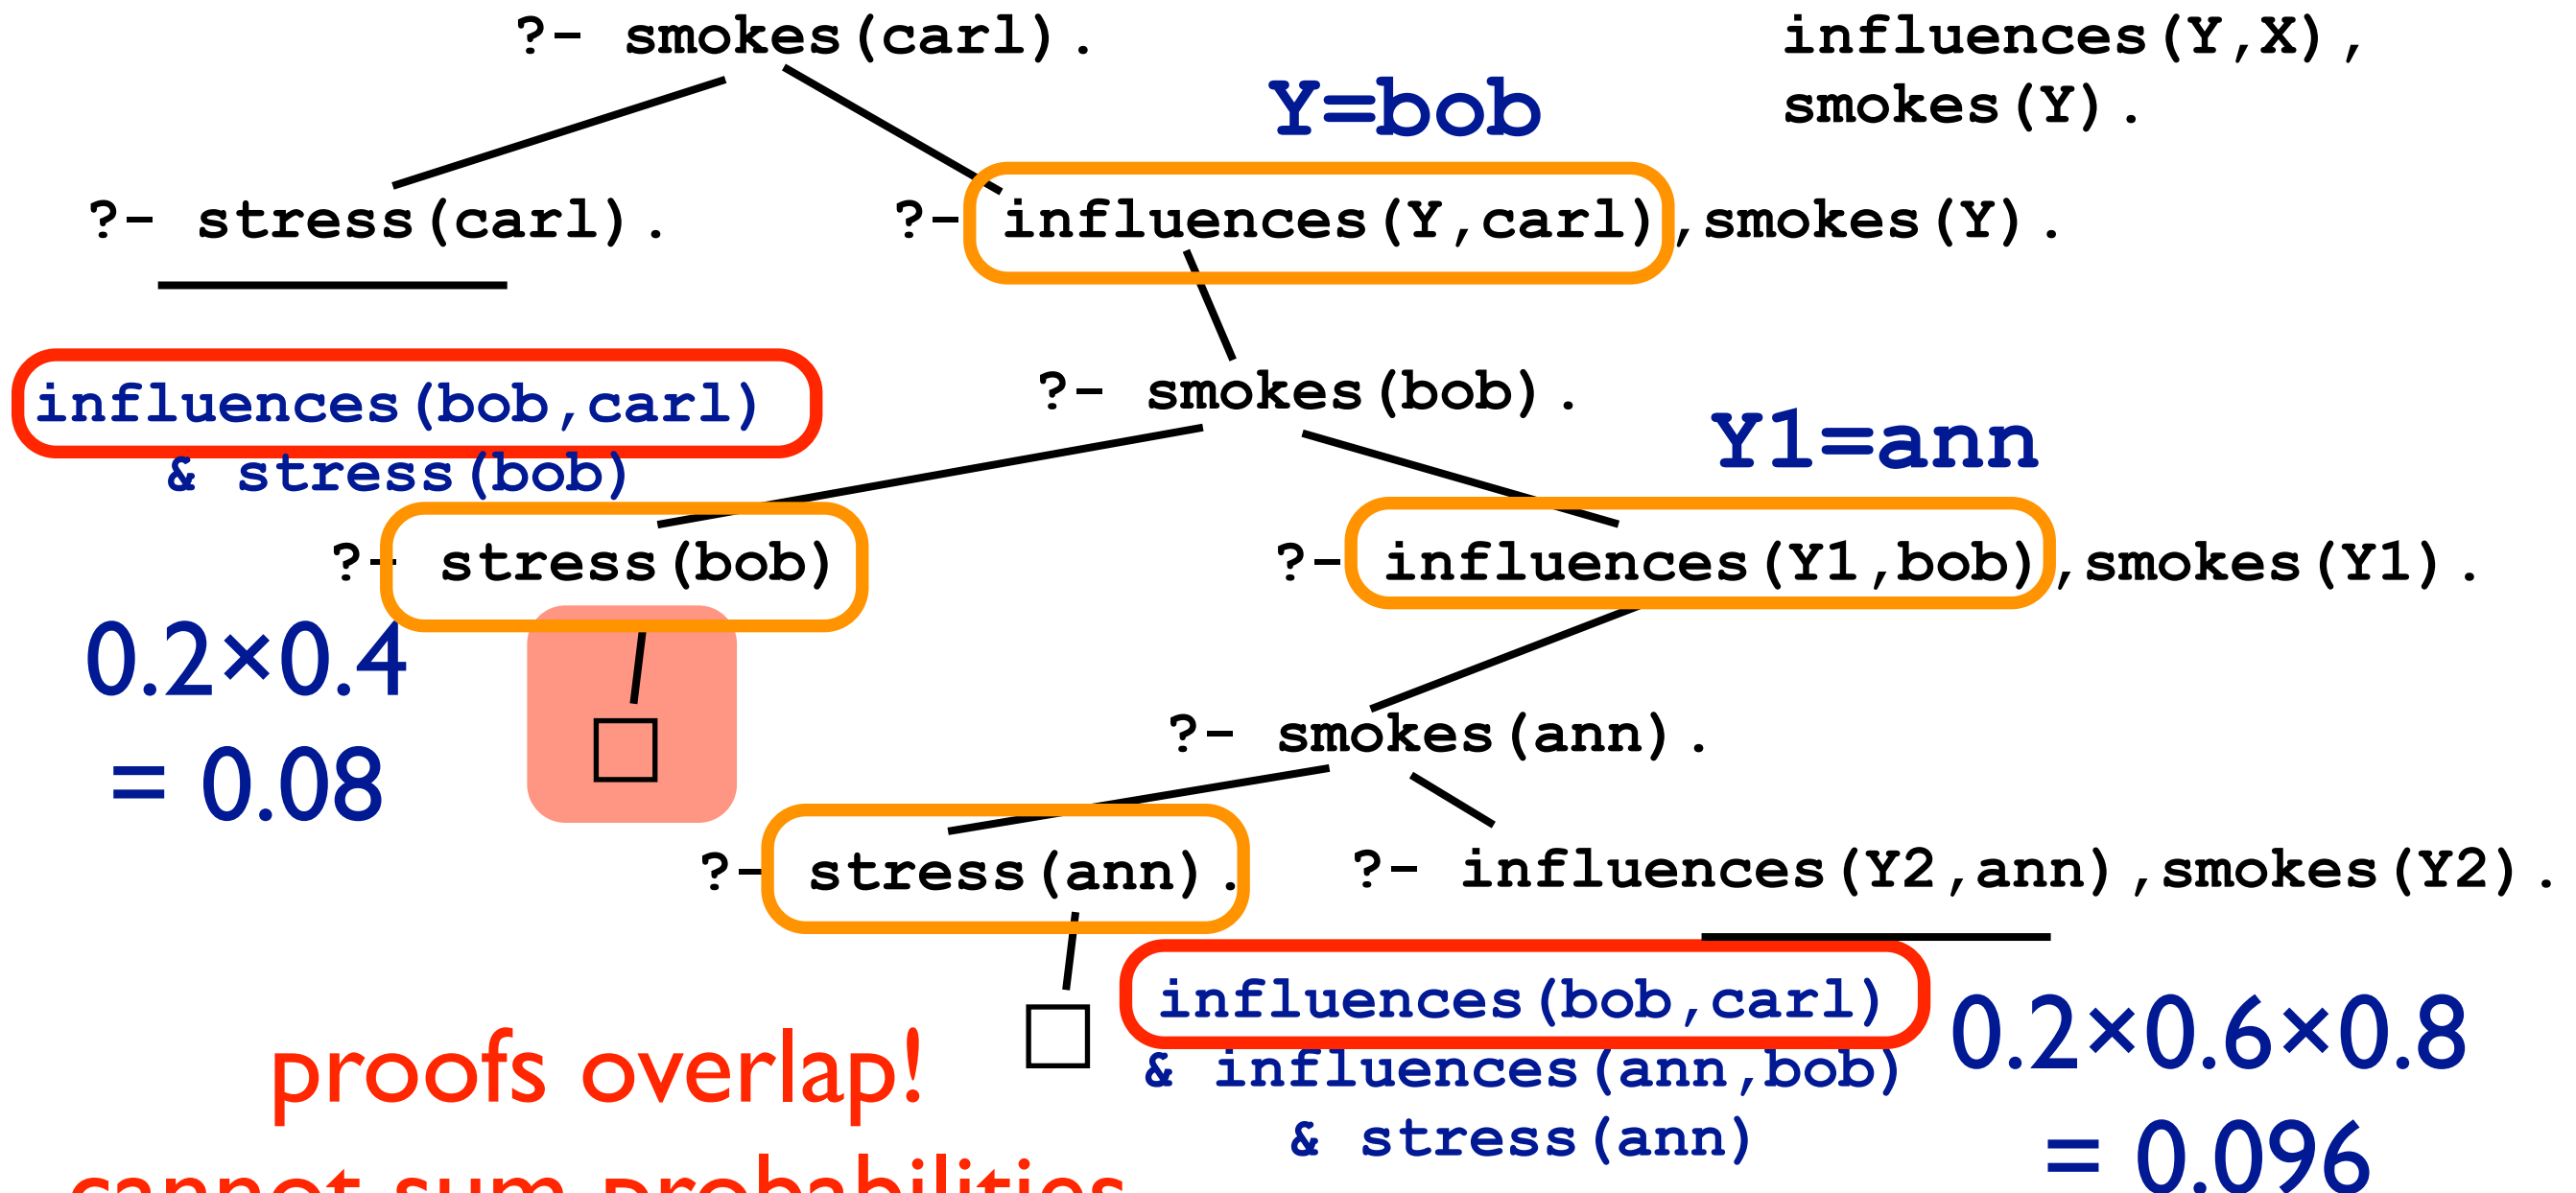 ?- smokes(carl).
influences(Y,X),
smokes(Y).
Y=bob
?- stress(carl).
?- influences(Y,carl),smokes(Y).
influences(bob,carl)
& stress(bob)
?- smokes(bob).
Y1=ann
?- stress(bob)
?- influences(Y1,bob),smokes(Y1).
0.2×0.4
= 0.08
?- smokes(ann).
?- stress(ann).
?- influences(Y2,ann),smokes(Y2).
influences(bob,carl)
& influences(ann,bob)
& stress(ann)
0.2×0.6×0.8
= 0.096
proofs overlap!
cannot sum probabilities